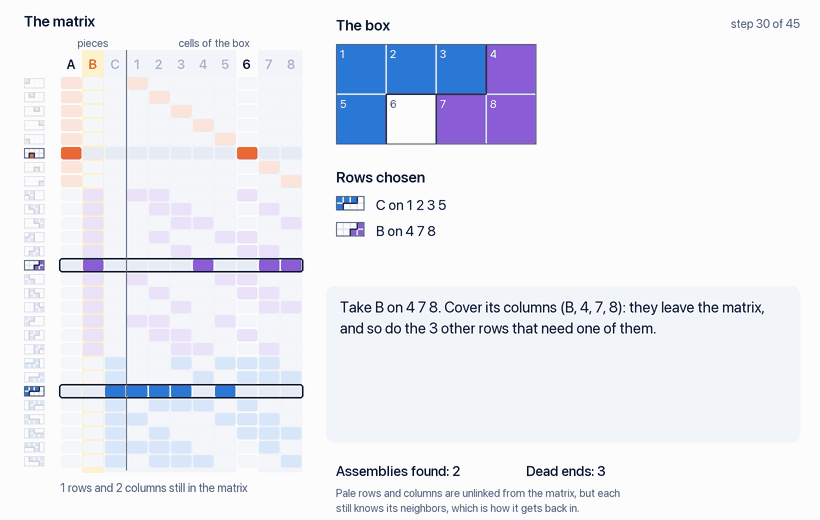 The matrix
pieces
cells of the box
A B C 1 2 3 4 5 6 7 8
1 rows and 2 columns still in the matrix
The box
step 30 of 45
1 2 3 4
5 6 7 8
Rows chosen
C on 1 2 3 5
B on 4 7 8
Take B on 4 7 8. Cover its columns (B, 4, 7, 8): they leave the matrix,
and so do the 3 other rows that need one of them.
Assemblies found: 2
Dead ends: 3
Pale rows and columns are unlinked from the matrix, but each
still knows its neighbors, which is how it gets back in.